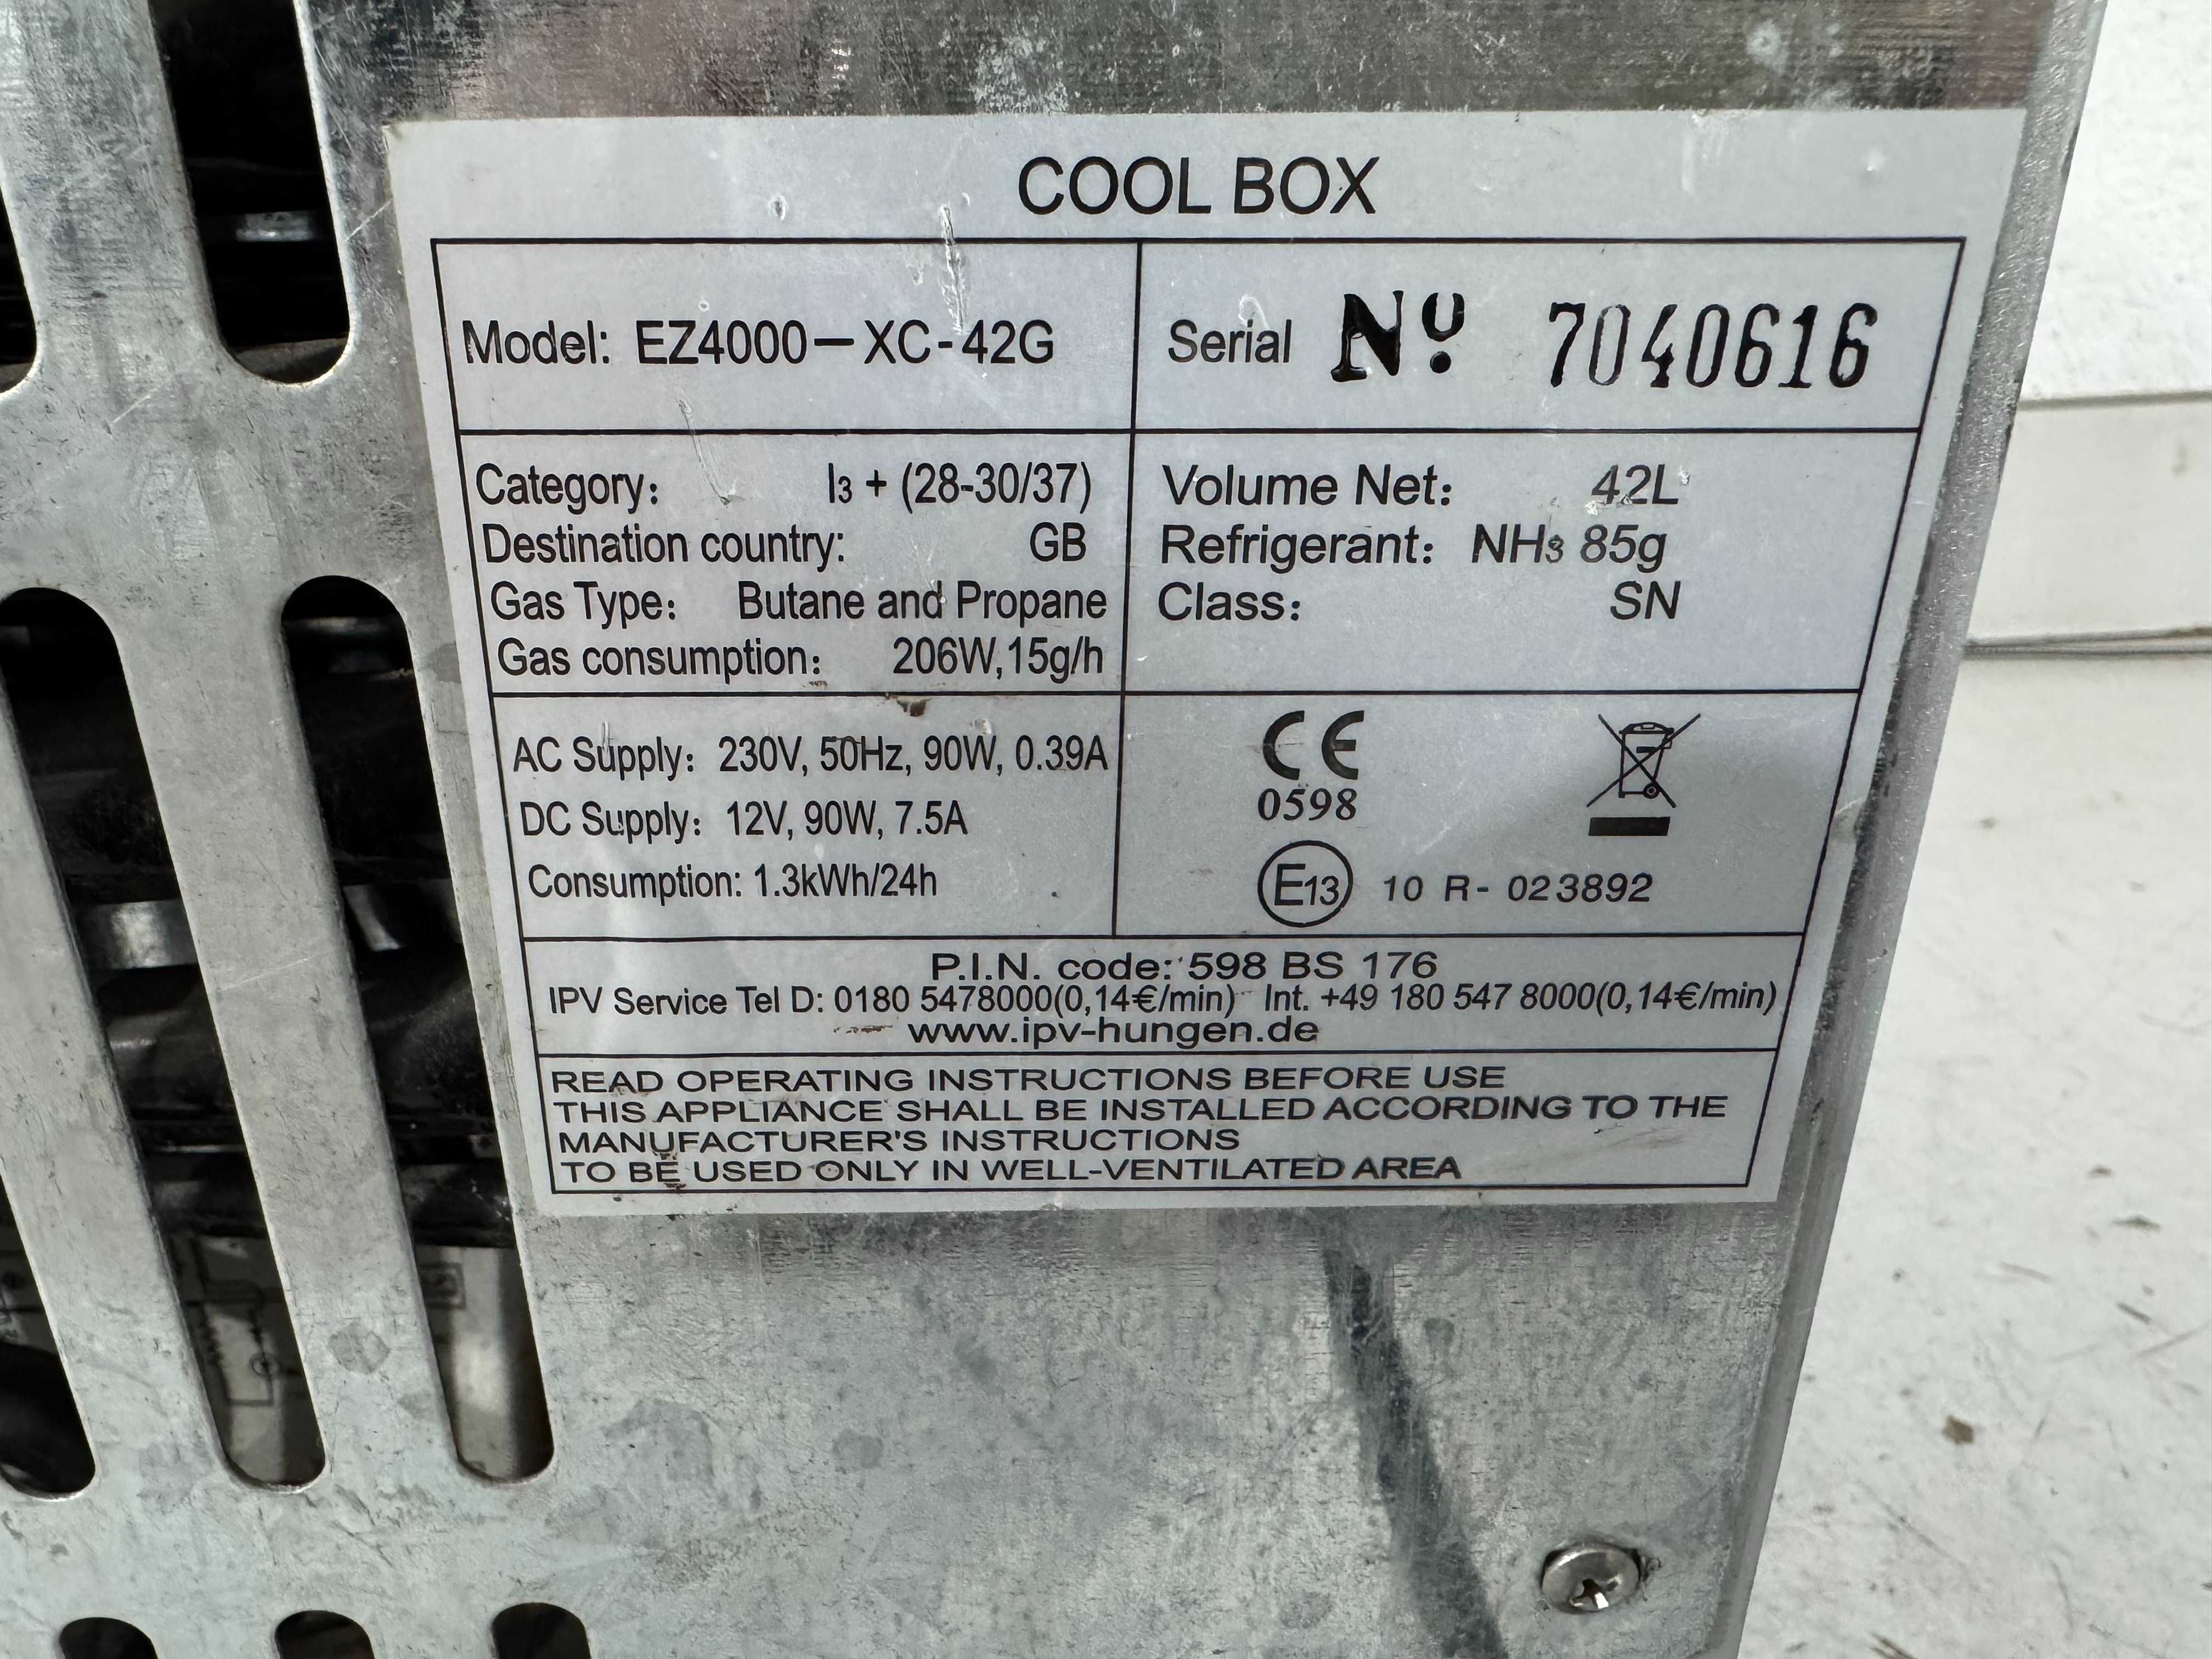 COOL BOX
Model: EZ4000-XC-42G
Serial Nº 7040616
Category: I3 + (28-30/37)
Destination country: GB
Gas Type: Butane and Propane
Gas consumption: 206W,15g/h
Volume Net: 42L
Refrigerant: NH3 85g
Class: SN
AC Supply: 230V, 50Hz, 90W, 0.39A
DC Supply: 12V, 90W, 7.5A
Consumption: 1.3kWh/24h
CE
0598
E13 10 R- 023892
P.I.N. code: 598 BS 176
IPV Service Tel D: 0180 5478000(0,14€/min) Int. +49 180 547 8000(0,14€/min)
www.ipv-hungen.de
READ OPERATING INSTRUCTIONS BEFORE USE
THIS APPLIANCE SHALL BE INSTALLED ACCORDING TO THE
MANUFACTURER'S INSTRUCTIONS
TO BE USED ONLY IN WELL-VENTILATED AREA